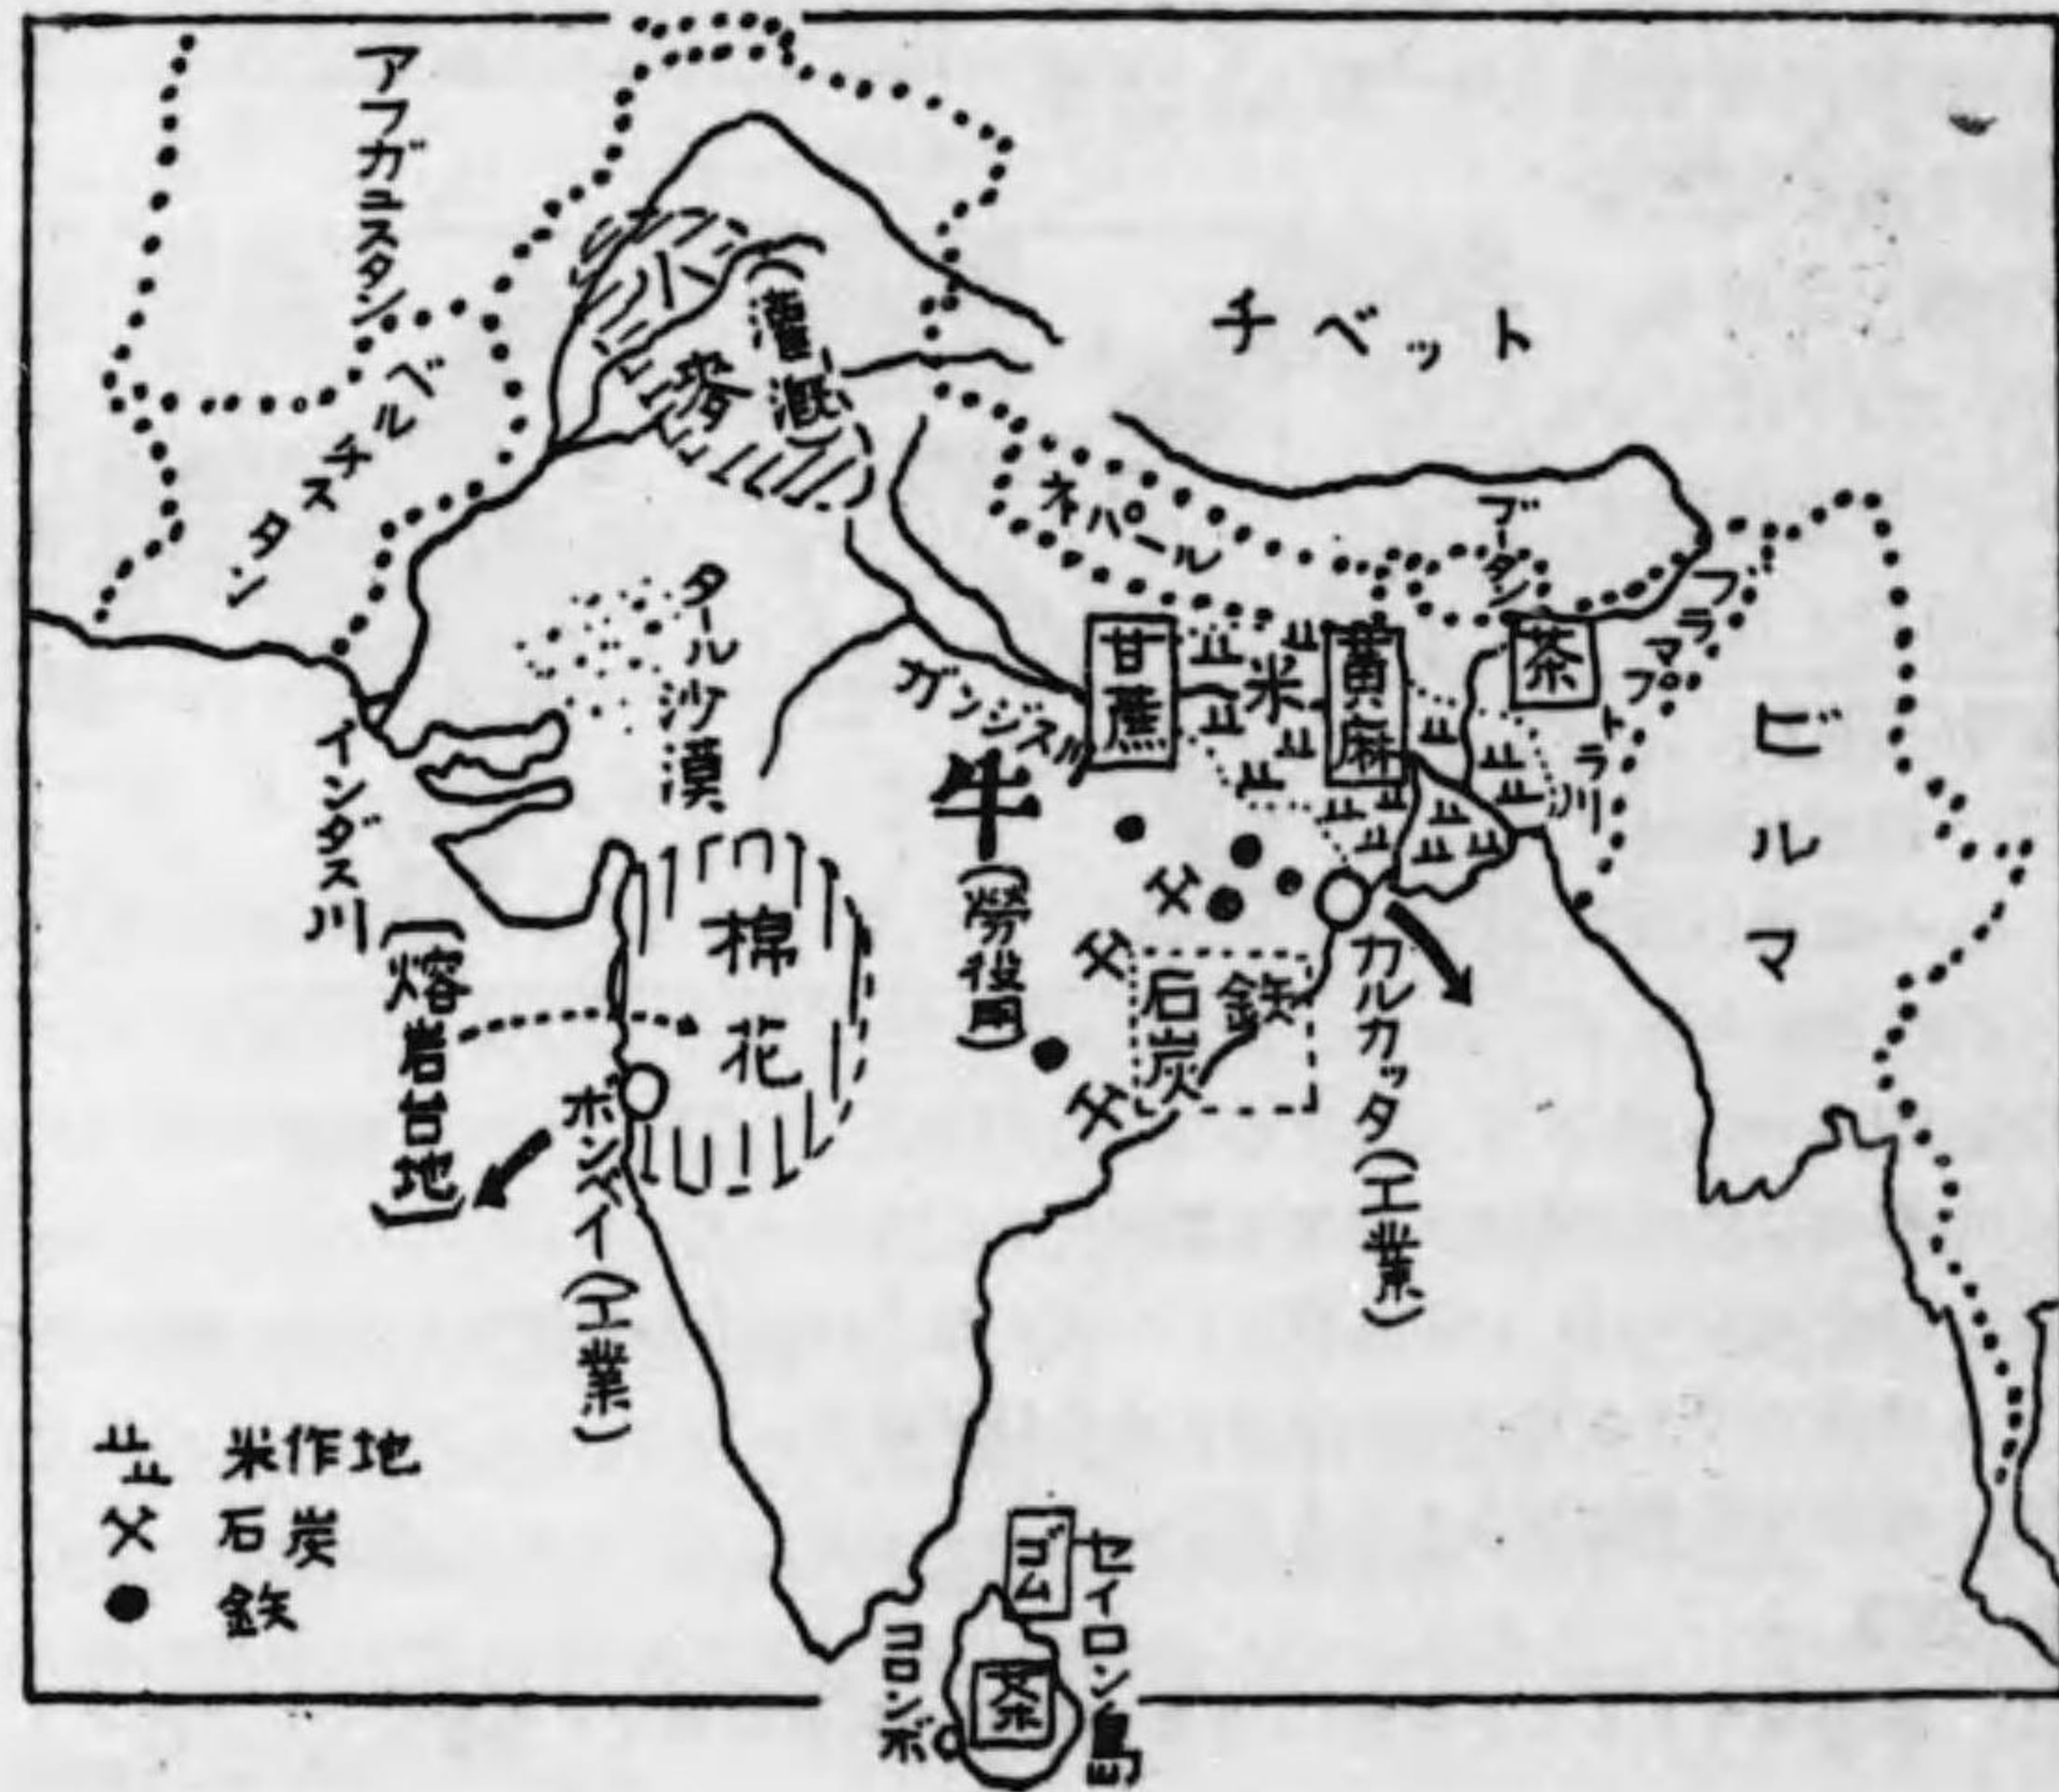 アフガニスタン
ベルチスタン
小麥
(灌漑)
チベット
ネパール
ブータン
ブラマプトラ川
ビルマ
タール沙漠
インダス川
ガンジス川
甘蔗
米
黄麻
茶
牛(勞役用)
棉花
[熔岩台地]
石炭
鉄
カルカッタ(工業)
ボンベイ(工業)
米作地
石炭
鉄
ゴム
セイロン島
茶
コロンボ